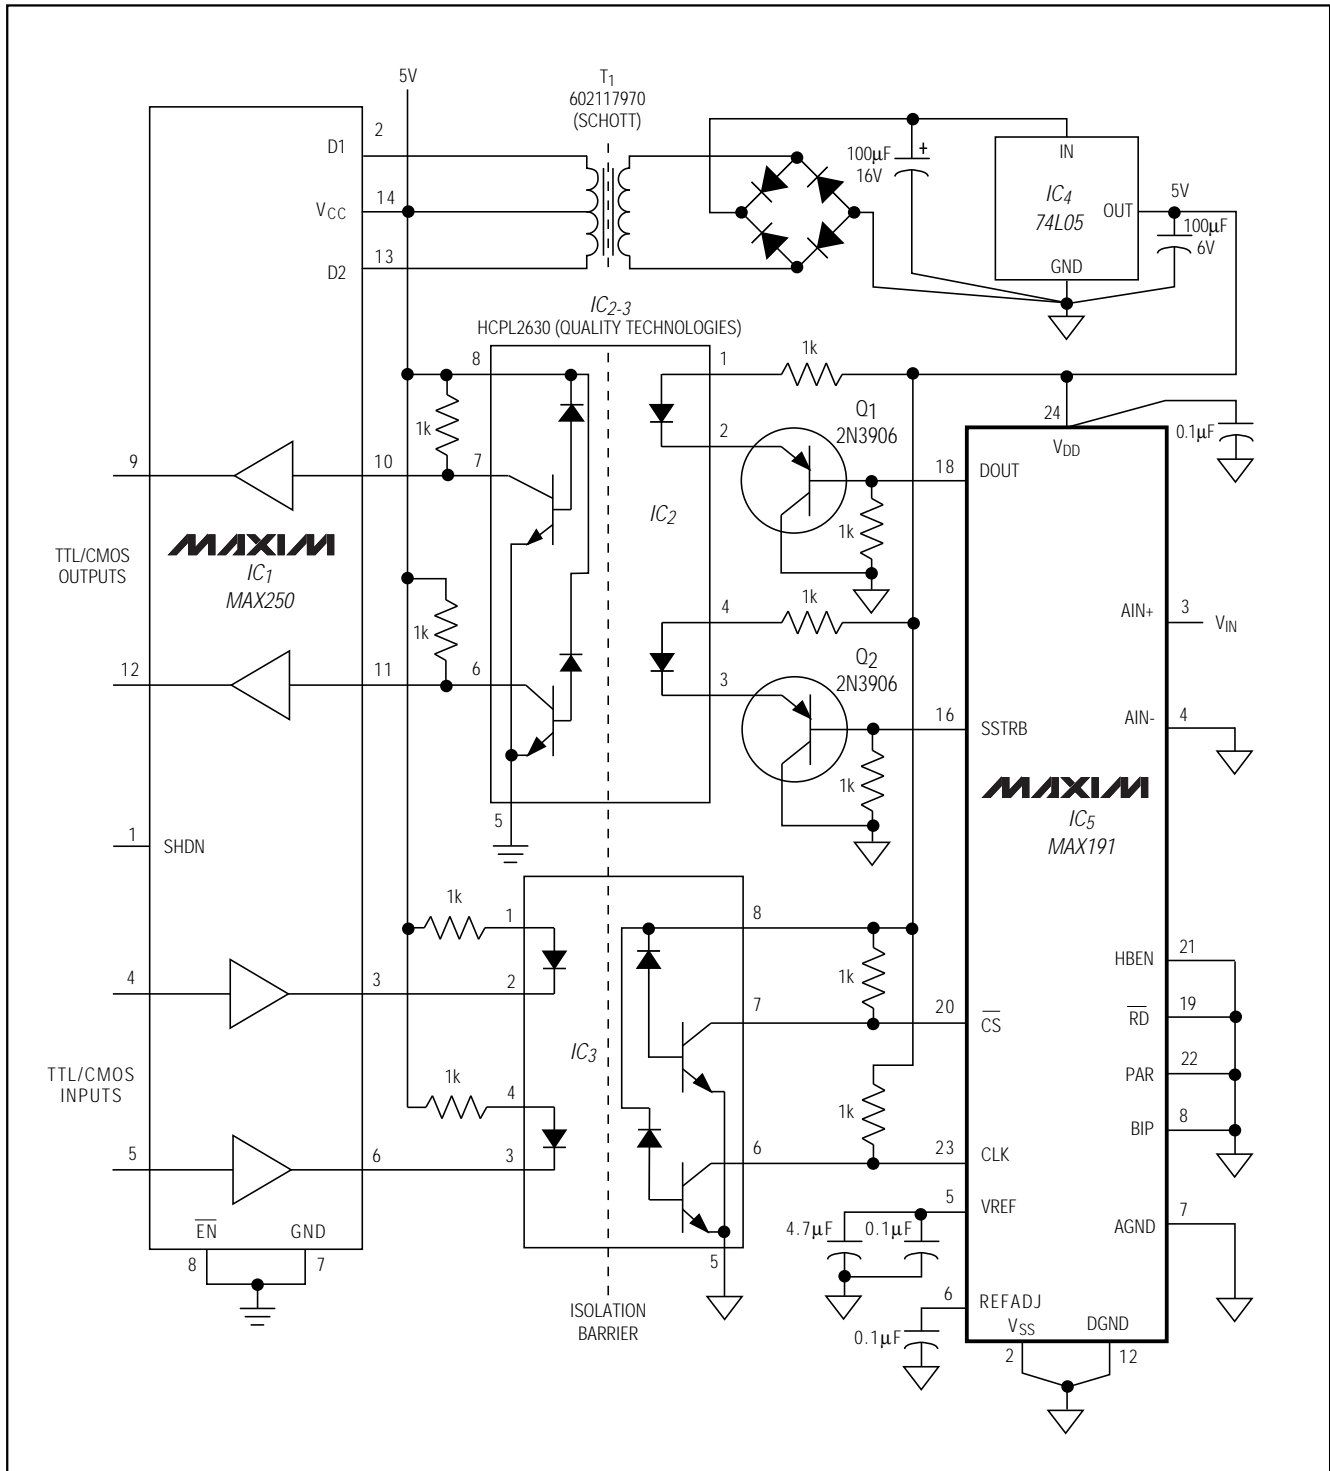 5V
T1
602117970
(SCHOTT)
D1
2
VCC
14
D2
13
100µF
16V
+
IN
IC4
74L05
OUT
GND
5V
100µF
6V
IC2-3
HCPL2630 (QUALITY TECHNOLOGIES)
8
1
1k
1k
Q1
2N3906
2
24
VDD
0.1µF
9
10
7
IC2
18
DOUT
1k
MAXIM
IC1
MAX250
TTL/CMOS
OUTPUTS
1k
4
1k
AIN+
3
VIN
12
11
6
3
Q2
2N3906
16
SSTRB
AIN-
4
1k
MAXIM
IC5
MAX191
5
1
SHDN
1k
1
8
4
3
2
1k
HBEN
21
7
20
CS
RD
19
IC3
TTL/CMOS
INPUTS
1k
4
1k
PAR
22
BIP
8
5
6
3
6
23
CLK
5
VREF
AGND
7
4.7µF
0.1µF
EN
GND
8
7
5
6
REFADJ
ISOLATION
BARRIER
0.1µF
VSS
DGND
2
12